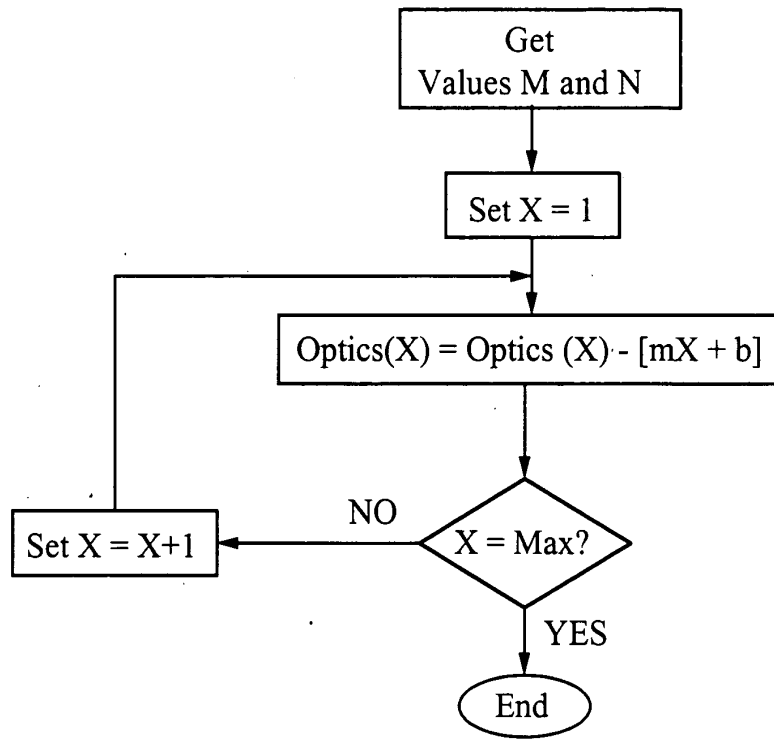 Get
Values M and N
Set X = 1
Optics(X) = Optics (X) - [mX + b]
X = Max?
NO
Set X = X+1
YES
End